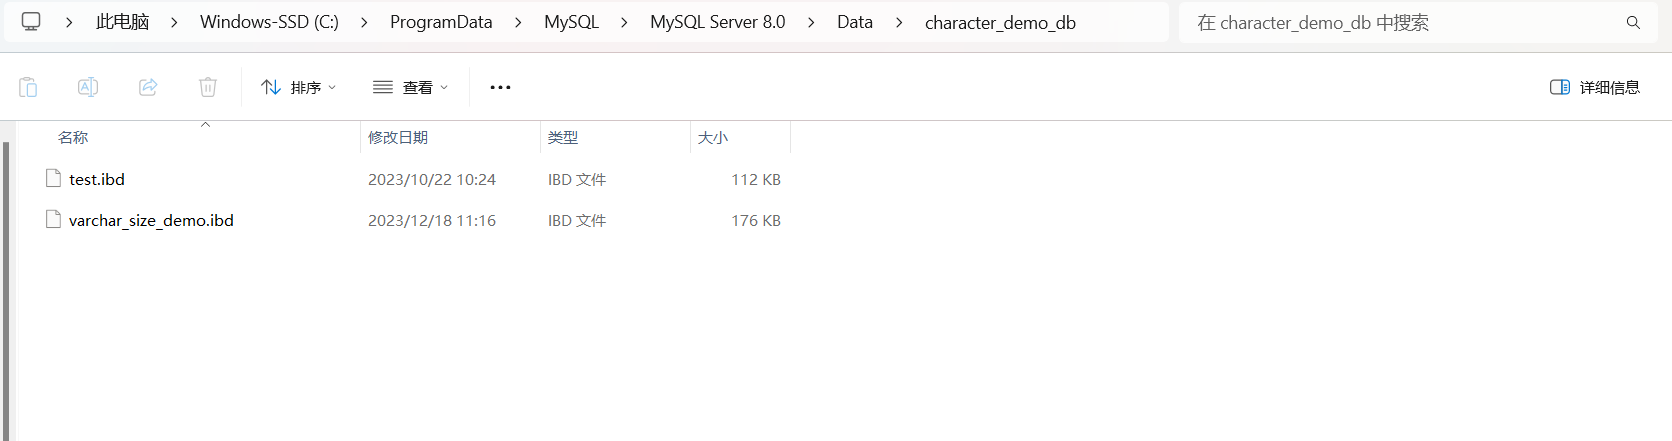 此电脑 > Windows-SSD (C:) > ProgramData > MySQL > MySQL Server 8.0 > Data > character_demo_db 在 character_demo_db 中搜索
排序 查看 ••• 详细信息
名称 修改日期 类型 大小
test.ibd 2023/10/22 10:24 IBD 文件 112 KB
varchar_size_demo.ibd 2023/12/18 11:16 IBD 文件 176 KB